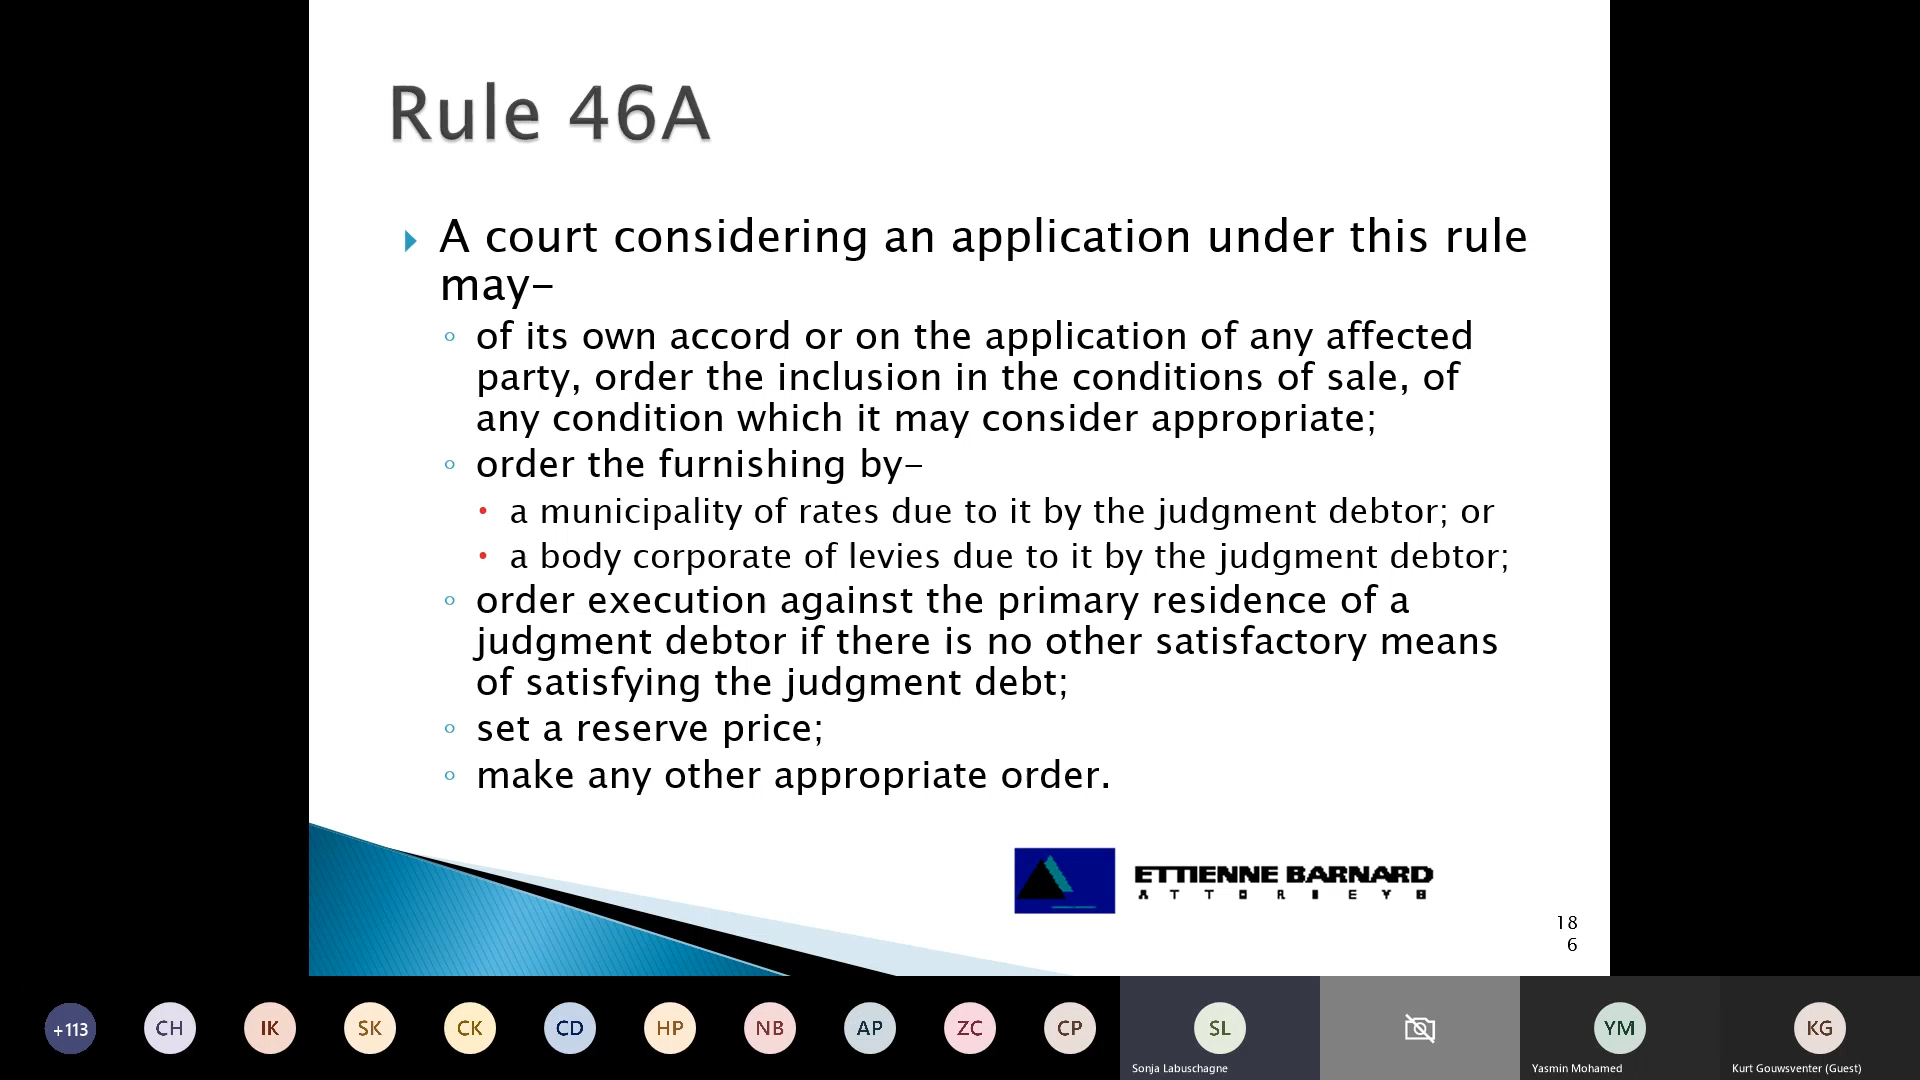 Rule 46A
A court considering an application under this rule
may-
of its own accord or on the application of any affected
party, order the inclusion in the conditions of sale, of
any condition which it may consider appropriate;
order the furnishing by-
a municipality of rates due to it by the judgment debtor; or
a body corporate of levies due to it by the judgment debtor;
order execution against the primary residence of a
judgment debtor if there is no other satisfactory means
of satisfying the judgment debt;
set a reserve price;
make any other appropriate order.
ETTIENNE BARNARD
ATTORNEYS
18
6
+113 CH IK SK CK CD HP NB AP ZC CP SL YM KG
Sonja Labuschagne Yasmin Mohamed Kurt Gouwsventer (Guest)